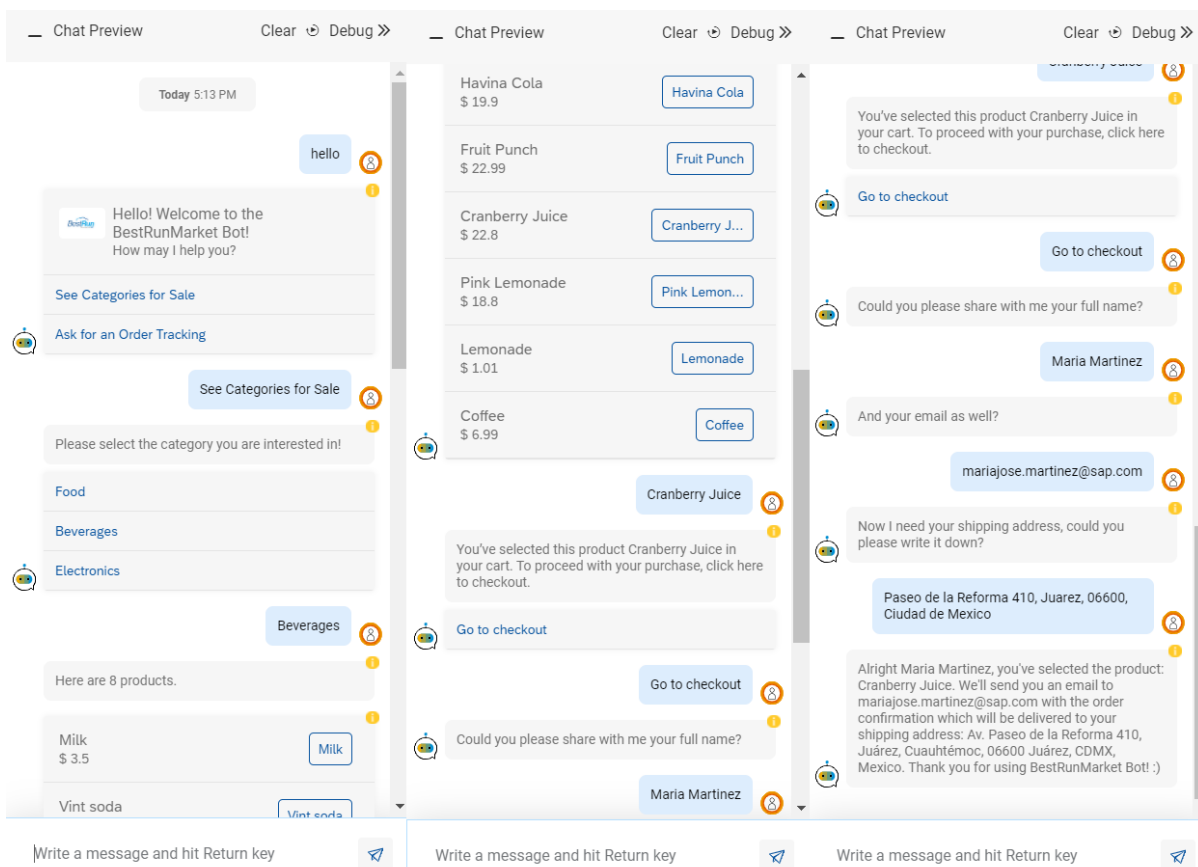 Chat Preview
Clear Debug
Today 5:13 PM
hello
BestRun
Hello! Welcome to the
BestRunMarket Bot!
How may I help you?
See Categories for Sale
Ask for an Order Tracking
See Categories for Sale
Please select the category you are interested in!
Food
Beverages
Electronics
Beverages
Here are 8 products.
Milk
$ 3.5
Milk
Vint soda
Vint soda
Write a message and hit Return key
Chat Preview
Clear Debug
Havina Cola
$ 19.9
Havina Cola
Fruit Punch
$ 22.99
Fruit Punch
Cranberry Juice
$ 22.8
Cranberry J...
Pink Lemonade
$ 18.8
Pink Lemon...
Lemonade
$ 1.01
Lemonade
Coffee
$ 6.99
Coffee
Cranberry Juice
You've selected this product Cranberry Juice in
your cart. To proceed with your purchase, click here
to checkout.
Go to checkout
Go to checkout
Could you please share with me your full name?
Maria Martinez
Write a message and hit Return key
Chat Preview
Clear Debug
Cranberry Juice
You've selected this product Cranberry Juice in
your cart. To proceed with your purchase, click here
to checkout.
Go to checkout
Go to checkout
Could you please share with me your full name?
Maria Martinez
And your email as well?
mariajose.martinez@sap.com
Now I need your shipping address, could you
please write it down?
Paseo de la Reforma 410, Juarez, 06600,
Ciudad de Mexico
Alright Maria Martinez, you've selected the product:
Cranberry Juice. We'll send you an email to
mariajose.martinez@sap.com with the order
confirmation which will be delivered to your
shipping address: Av. Paseo de la Reforma 410,
Juárez, Cuauhtémoc, 06600 Juárez, CDMX,
Mexico. Thank you for using BestRunMarket Bot! :)
Write a message and hit Return key